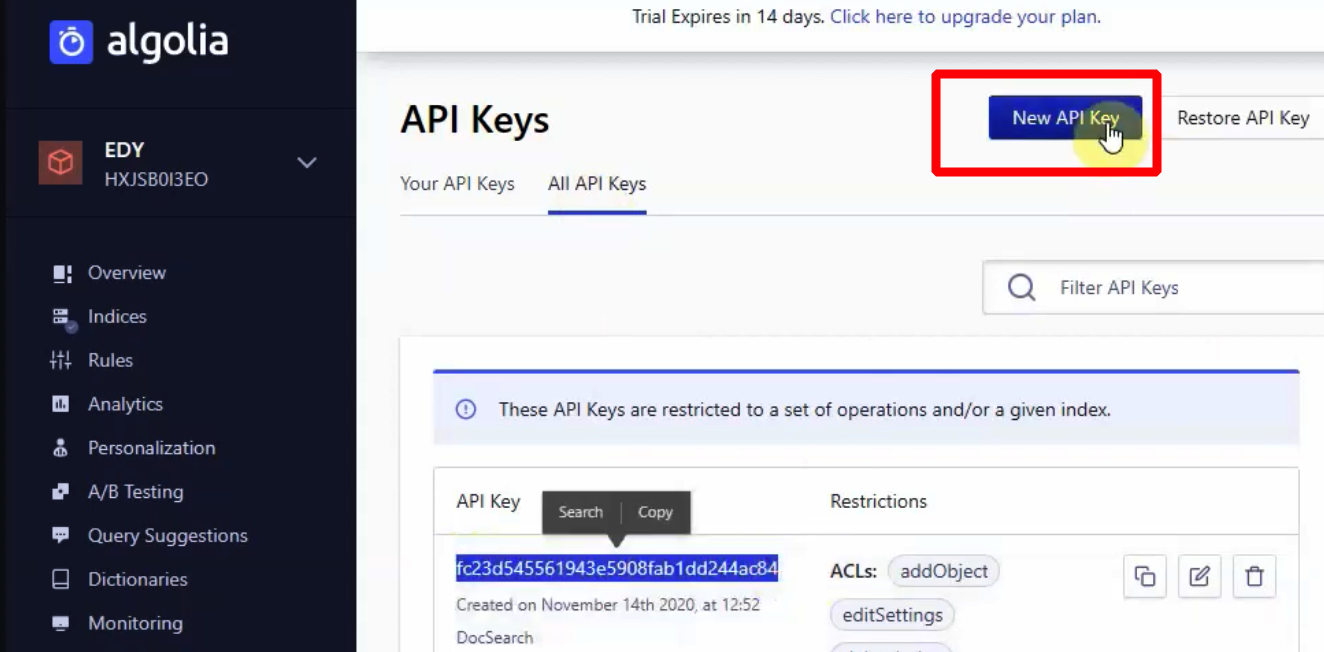 algolia
Trial Expires in 14 days. Click here to upgrade your plan.
EDY
HXJSB0I3EO
API Keys
New API Key
Restore API Key
Your API Keys
All API Keys
Overview
Indices
Rules
Analytics
Personalization
A/B Testing
Query Suggestions
Dictionaries
Monitoring
Filter API Keys
These API Keys are restricted to a set of operations and/or a given index.
API Key
Search
Copy
Restrictions
fc23d545561943e5908fab1dd244ac84
Created on November 14th 2020, at 12:52
DocSearch
ACLs:
addObject
editSettings